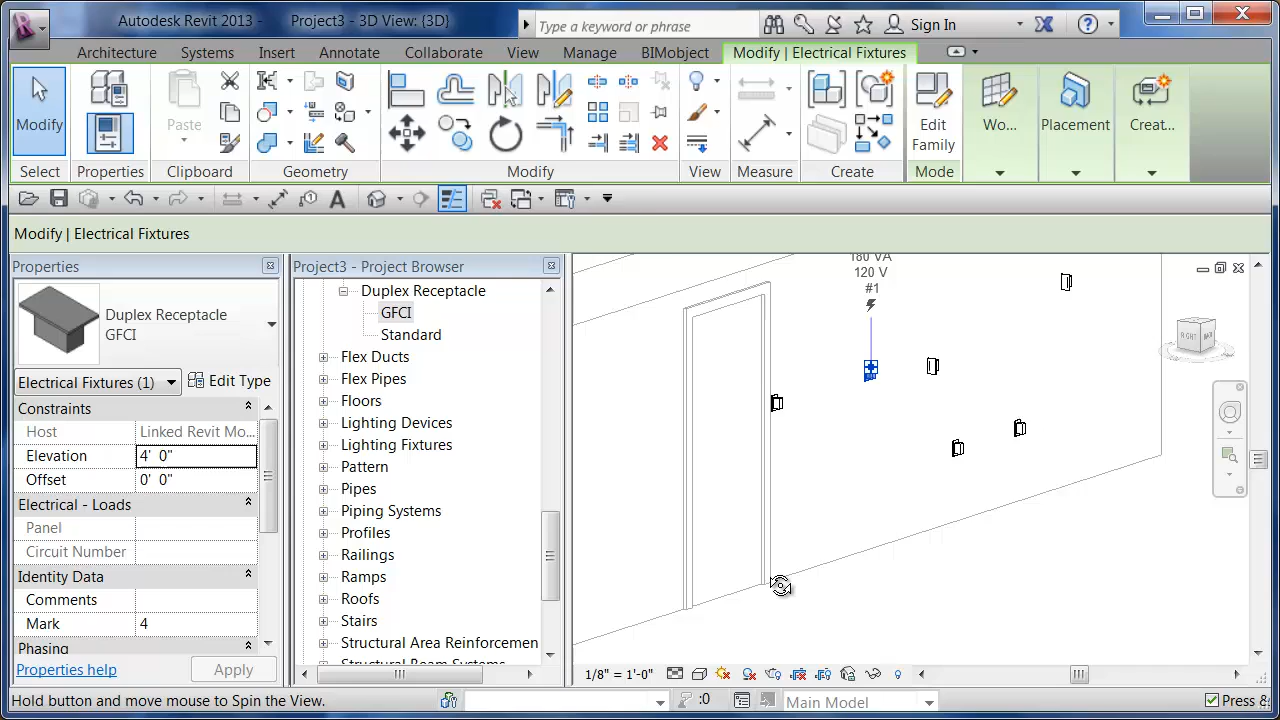 Autodesk Revit 2013 - Project3 - 3D View: {3D}
Type a keyword or phrase
Sign In
Architecture Systems Insert Annotate Collaborate View Manage BIMobject Modify | Electrical Fixtures
Modify
Paste
Edit Family
Wo...
Placement
Creat...
Select Properties Clipboard Geometry Modify View Measure Create Mode
Modify | Electrical Fixtures
Properties
Duplex Receptacle
GFCI
Electrical Fixtures (1) Edit Type
Constraints
Host Linked Revit Mo...
Elevation 4' 0"
Offset 0' 0"
Electrical - Loads
Panel
Circuit Number
Identity Data
Comments
Mark 4
Phasing
Properties help Apply
Project3 - Project Browser
Duplex Receptacle
GFCI
Standard
Flex Ducts
Flex Pipes
Floors
Lighting Devices
Lighting Fixtures
Pattern
Pipes
Piping Systems
Profiles
Railings
Ramps
Roofs
Stairs
Structural Area Reinforcemen
Structural Beam Systems
180 VA
120 V
#1
RIGHT BACK
1/8" = 1'-0"
Hold button and move mouse to Spin the View.
:0
Main Model
Press &